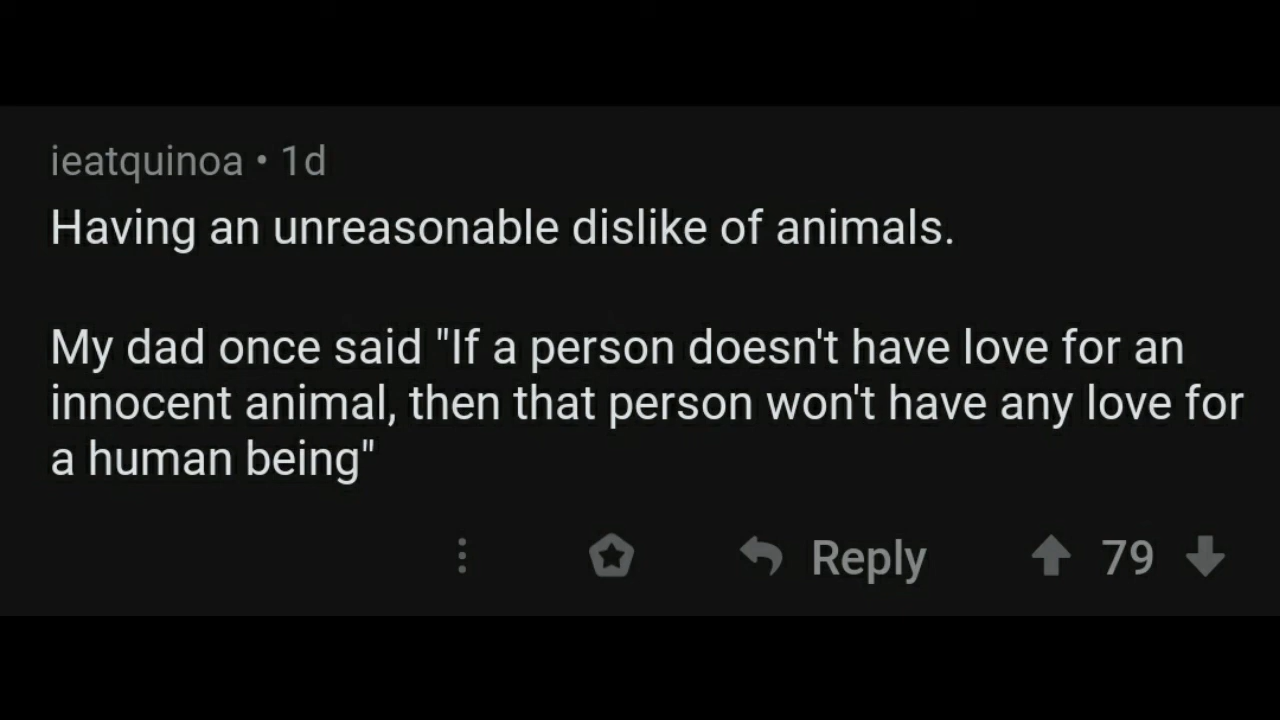 ieatquinoa • 1d
Having an unreasonable dislike of animals.
My dad once said "If a person doesn't have love for an
innocent animal, then that person won't have any love for
a human being"
Reply 79